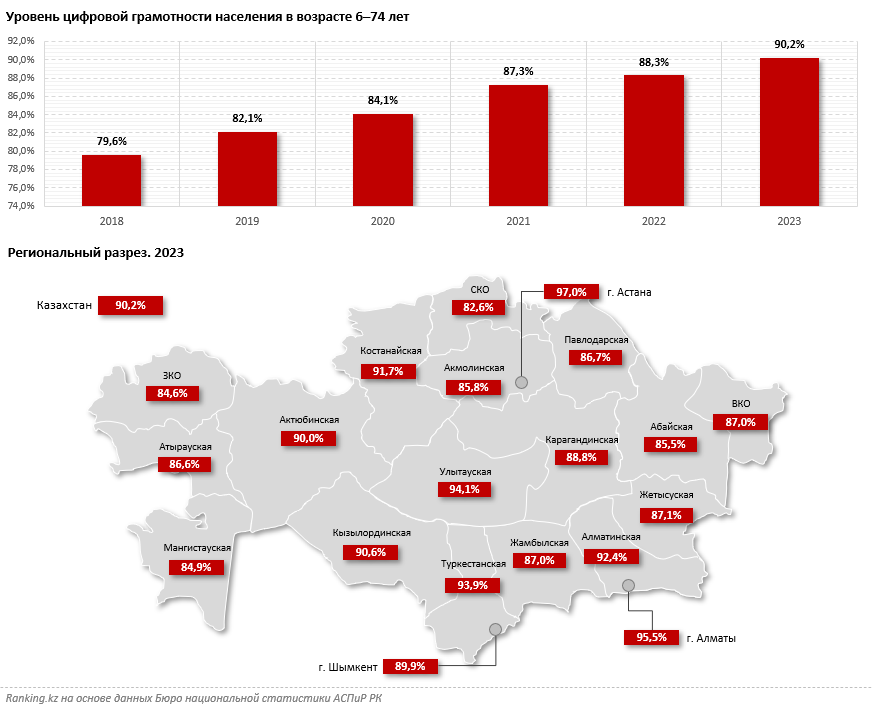 Уровень цифровой грамотности населения в возрасте 6–74 лет
92,0%
90,0%
88,0%
86,0%
84,0%
82,0%
80,0%
78,0%
76,0%
74,0%
79,6%
82,1%
84,1%
87,3%
88,3%
90,2%
2018
2019
2020
2021
2022
2023
Региональный разрез. 2023
Казахстан 90,2%
СКО
82,6%
97,0% г. Астана
Павлодарская
86,7%
Костанайская
91,7%
Акмолинская
85,8%
ЗКО
84,6%
ВКО
87,0%
Актюбинская
90,0%
Абайская
85,5%
Атырауская
86,6%
Карагандинская
88,8%
Улытауская
94,1%
Жетысуская
87,1%
Кызылординская
90,6%
Мангистауская
84,9%
Жамбылская
87,0%
Алматинская
92,4%
Туркестанская
93,9%
95,5% г. Алматы
г. Шымкент 89,9%
Ranking.kz на основе данных Бюро национальной статистики АСПиР РК